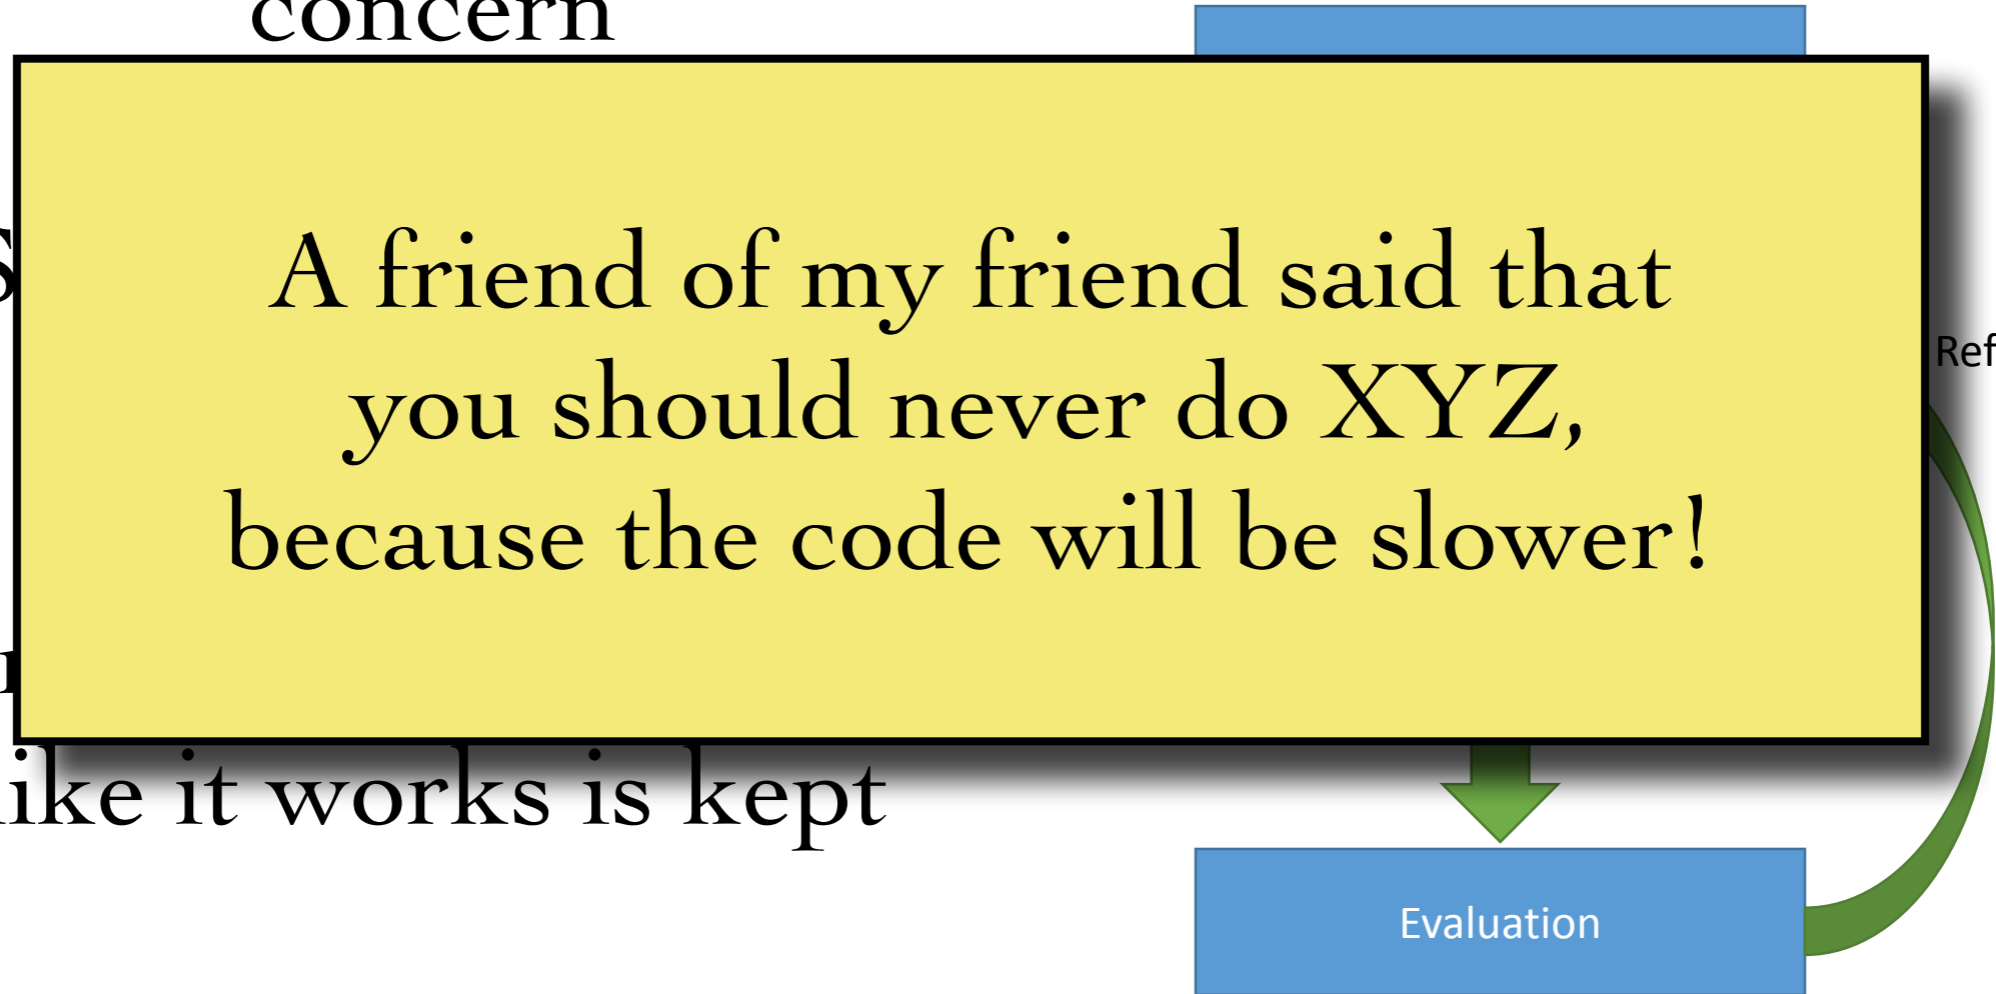 concern
A friend of my friend said that
you should never do XYZ,
because the code will be slower!
Ref
ike it works is kept
Evaluation